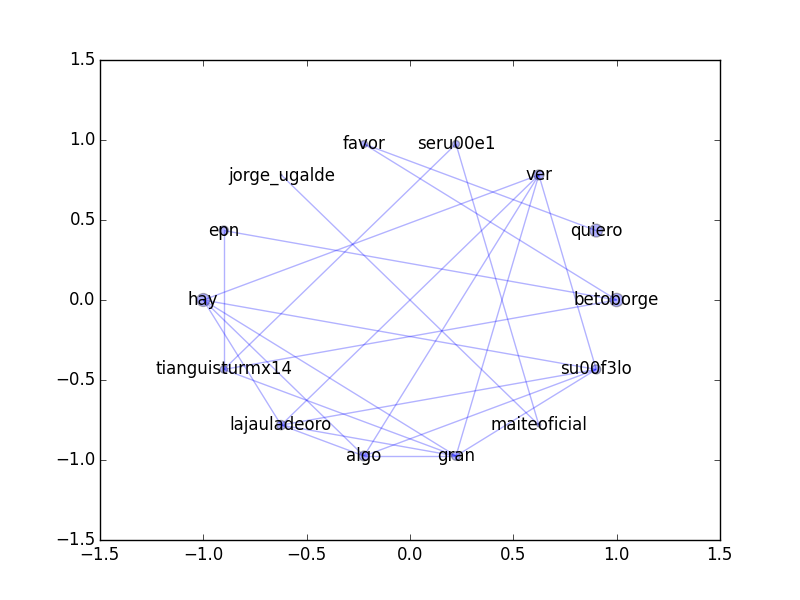 1.5
favor seru00e1
1.0
jorge_ugalde ver
0.5
epn quiero
0.0
hay betoborge
tianguisturmx14 su00f3lo
−0.5
lajauladeoro maiteoficial
−1.0
algo gran
−1.5
−1.5 −1.0 −0.5 0.0 0.5 1.0 1.5